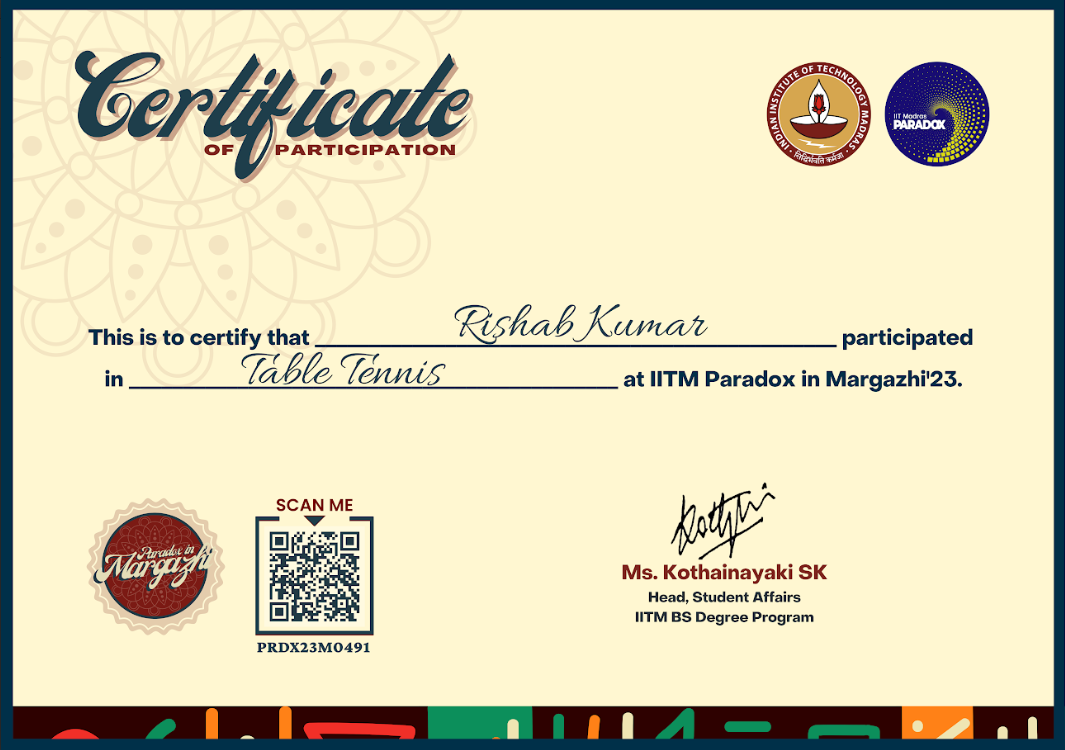 Certificate
OF PARTICIPATION
INDIAN INSTITUTE OF TECHNOLOGY MADRAS
सिद्धिर्भवति कर्मजा
IIT Madras
PARADOX
This is to certify that Rishab Kumar participated
in Table Tennis at IITM Paradox in Margazhi'23.
Paradox in
Margazhi
SCAN ME
PRDX23M0491
Ms. Kothainayaki SK
Head, Student Affairs
IITM BS Degree Program